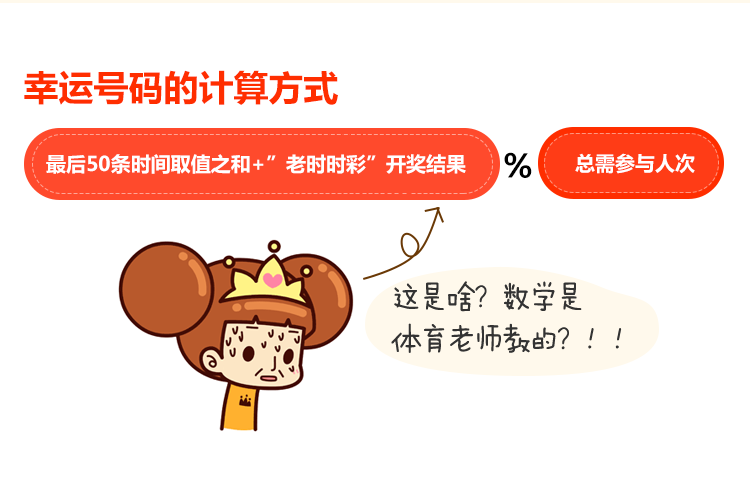 幸运号码的计算方式
最后50条时间取值之和+”老时时彩”开奖结果 % 总需参与人次
这是啥？数学是
体育老师教的？！！